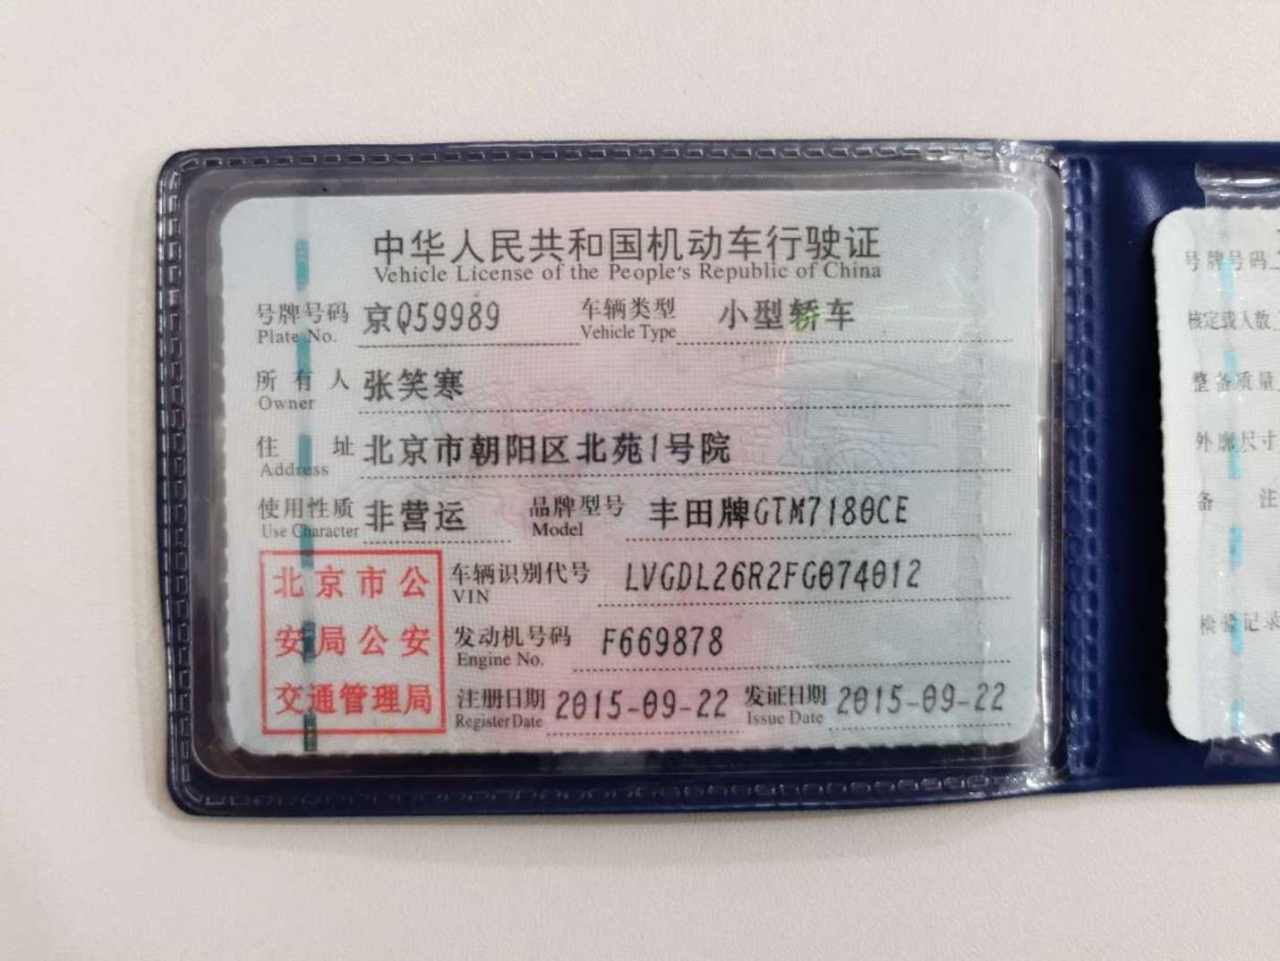 中华人民共和国机动车行驶证
Vehicle License of the People's Republic of China
号牌号码 京Q59989 车辆类型 小型轿车
Plate No. Vehicle Type
所有人 张笑寒
Owner
住址 北京市朝阳区北苑1号院
Address
使用性质 非营运 品牌型号 丰田牌GTM7180CE
Use Character Model
北京市公
安局公安
交通管理局
车辆识别代号 LVGDL26R2FG074012
VIN
发动机号码 F669878
Engine No.
注册日期 2015-09-22 发证日期 2015-09-22
Register Date Issue Date
号牌号码
核定载人数
整备质量
外廓尺寸
备注
检验记录